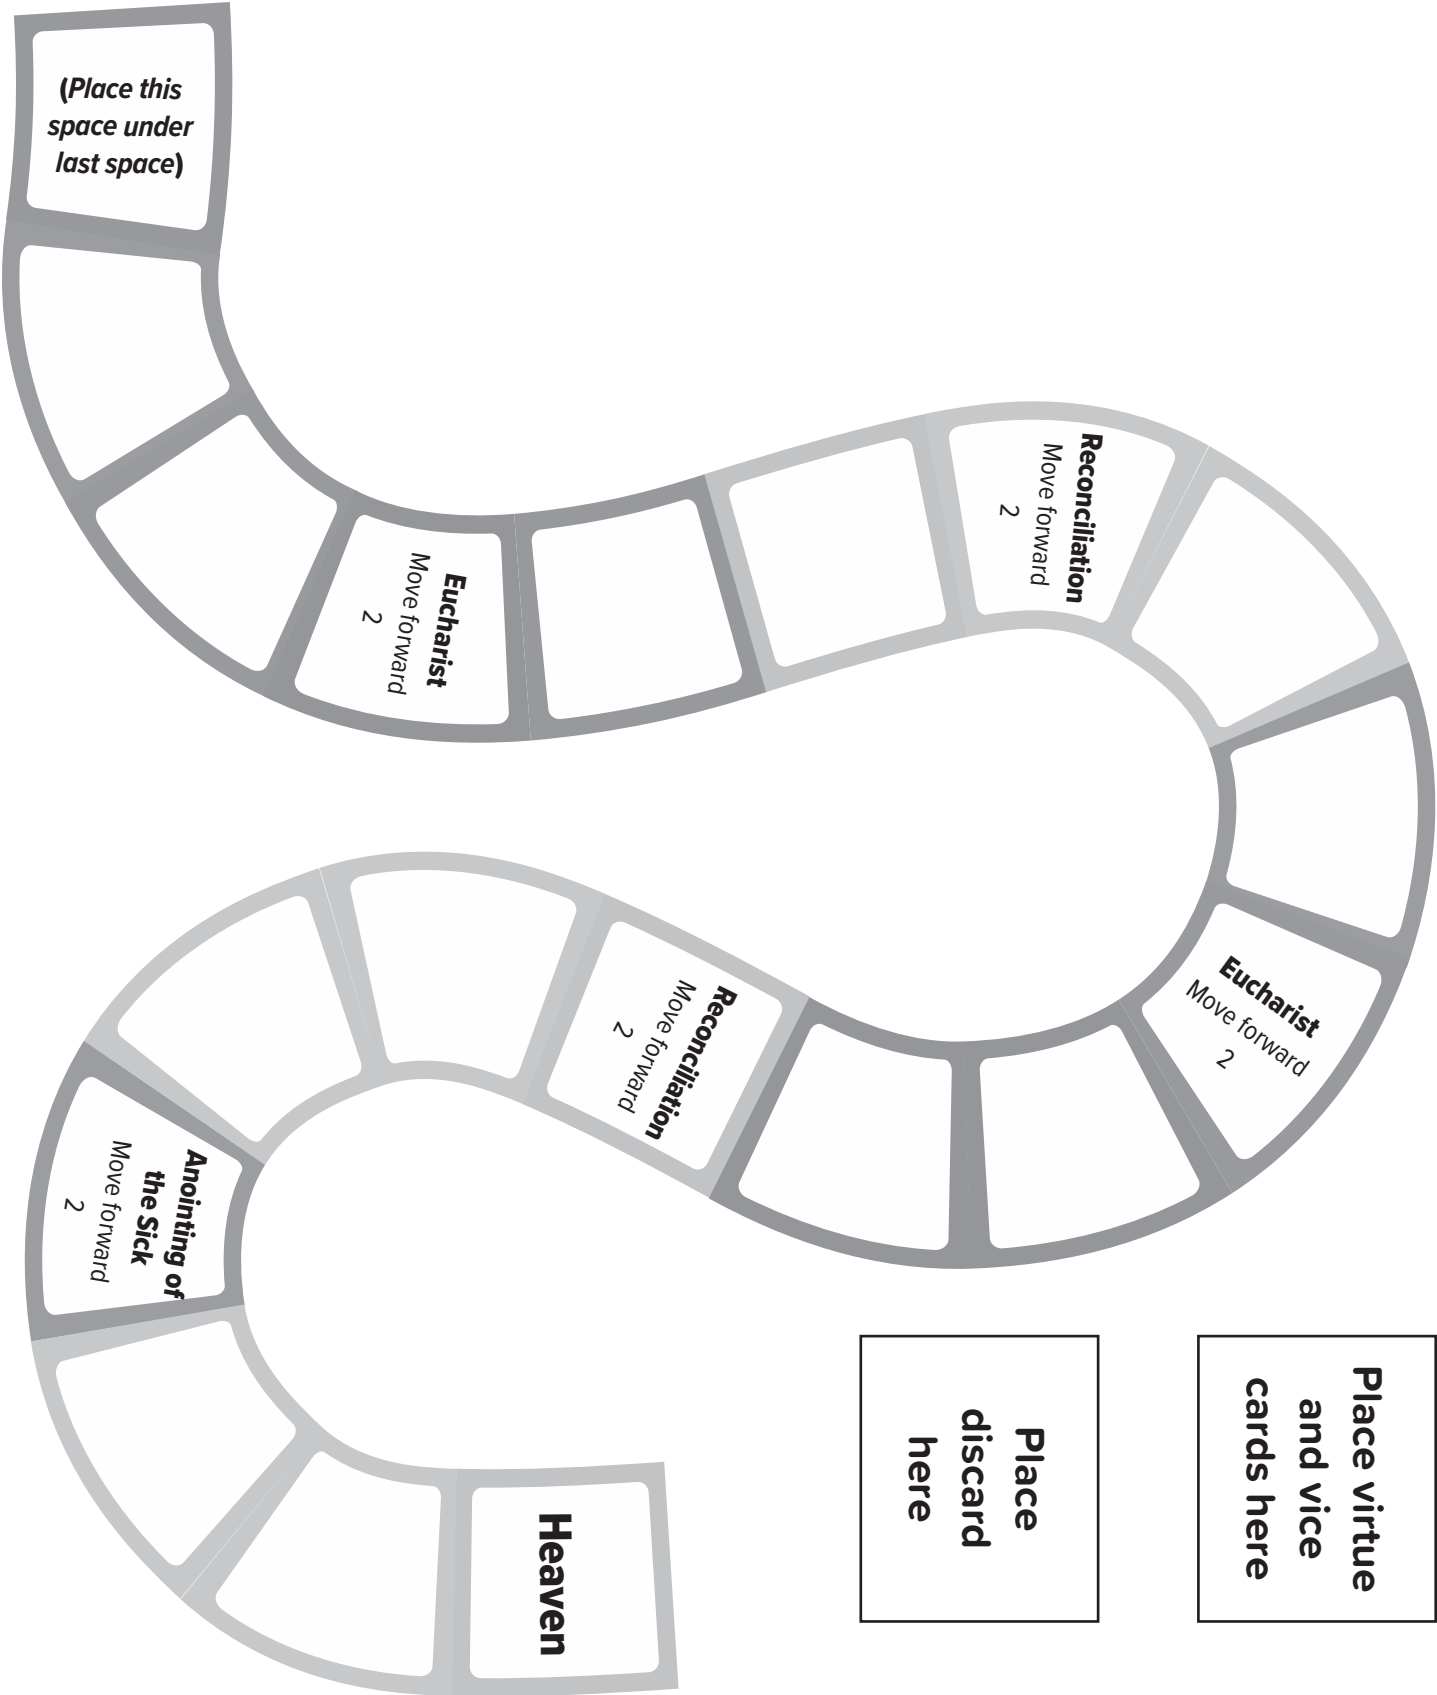 (Place this
space under
last space)
Eucharist
Move forward
2
Reconciliation
Move forward
2
Eucharist
Move forward
2
Reconciliation
Move forward
2
Anointing of
the Sick
Move forward
2
Heaven
Place
discard
here
Place virtue
and vice
cards here